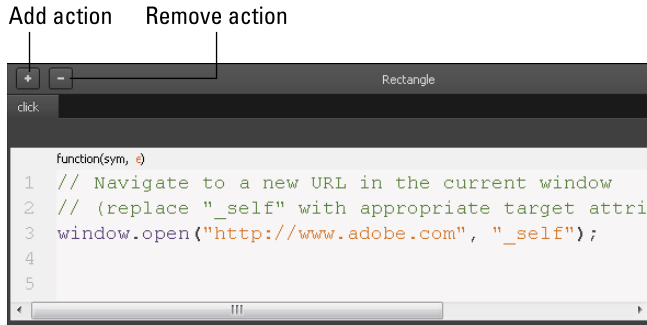 Add action Remove action
+ - Rectangle
click
function(sym, e)
1 // Navigate to a new URL in the current window
2 // (replace "_self" with appropriate target attri
3 window.open("http://www.adobe.com", "_self");
4
5